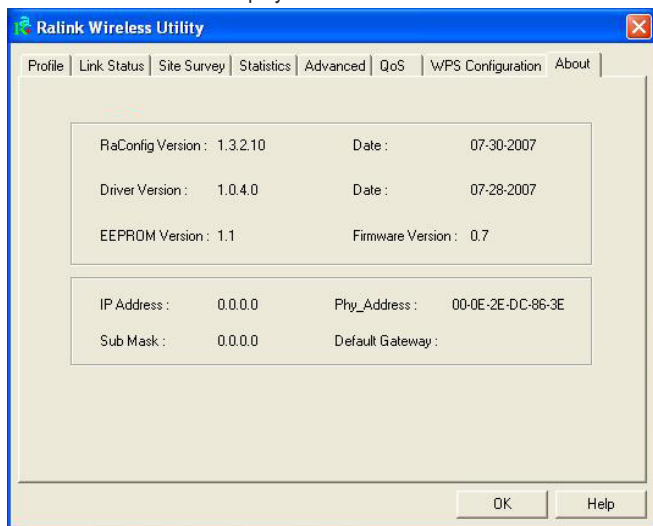 Ralink Wireless Utility
Profile Link Status Site Survey Statistics Advanced QoS WPS Configuration About
RaConfig Version : 1.3.2.10 Date : 07-30-2007
Driver Version : 1.0.4.0 Date : 07-28-2007
EEPROM Version : 1.1 Firmware Version : 0.7
IP Address : 0.0.0.0 Phy_Address : 00-0E-2E-DC-86-3E
Sub Mask : 0.0.0.0 Default Gateway :
OK Help